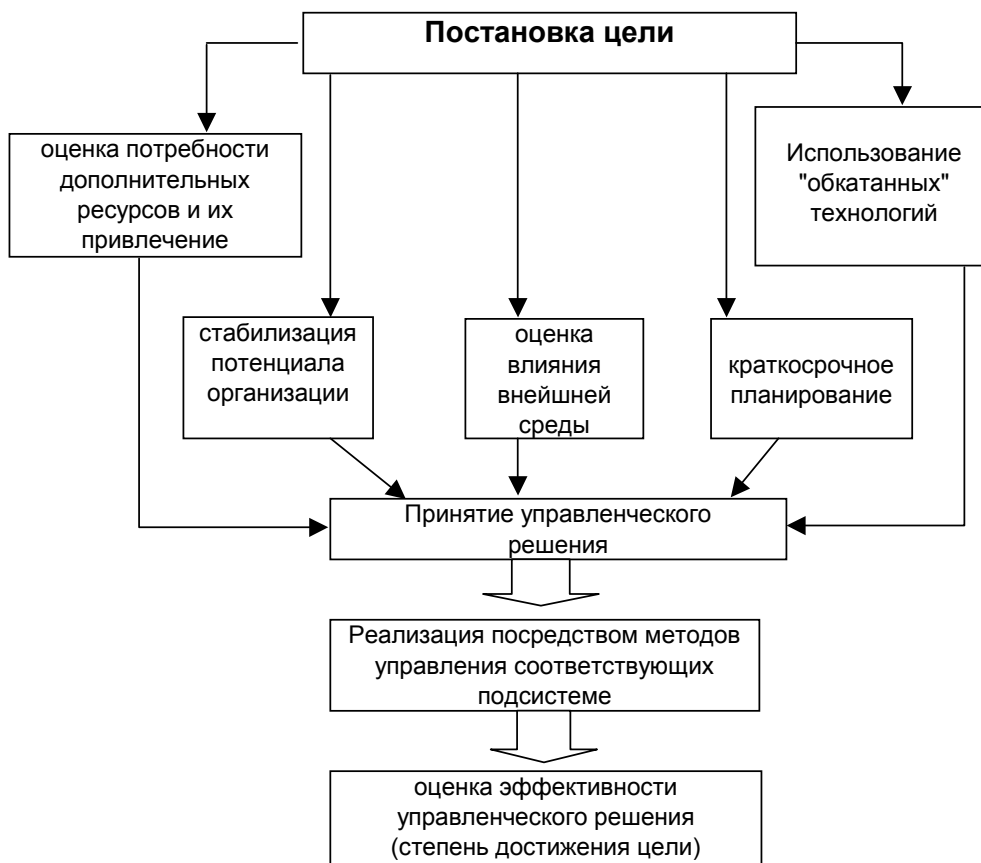 Постановка цели
оценка потребности
дополнительных
ресурсов и их
привлечение
Использование
"обкатанных"
технологий
стабилизация
потенциала
организации
оценка
влияния
внейшней
среды
краткосрочное
планирование
Принятие управленческого
решения
Реализация посредством методов
управления соответствующих
подсистеме
оценка эффективности
управленческого решения
(степень достижения цели)